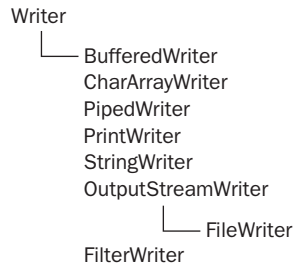 Writer
BufferedWriter
CharArrayWriter
PipedWriter
PrintWriter
StringWriter
OutputStreamWriter
FileWriter
FilterWriter